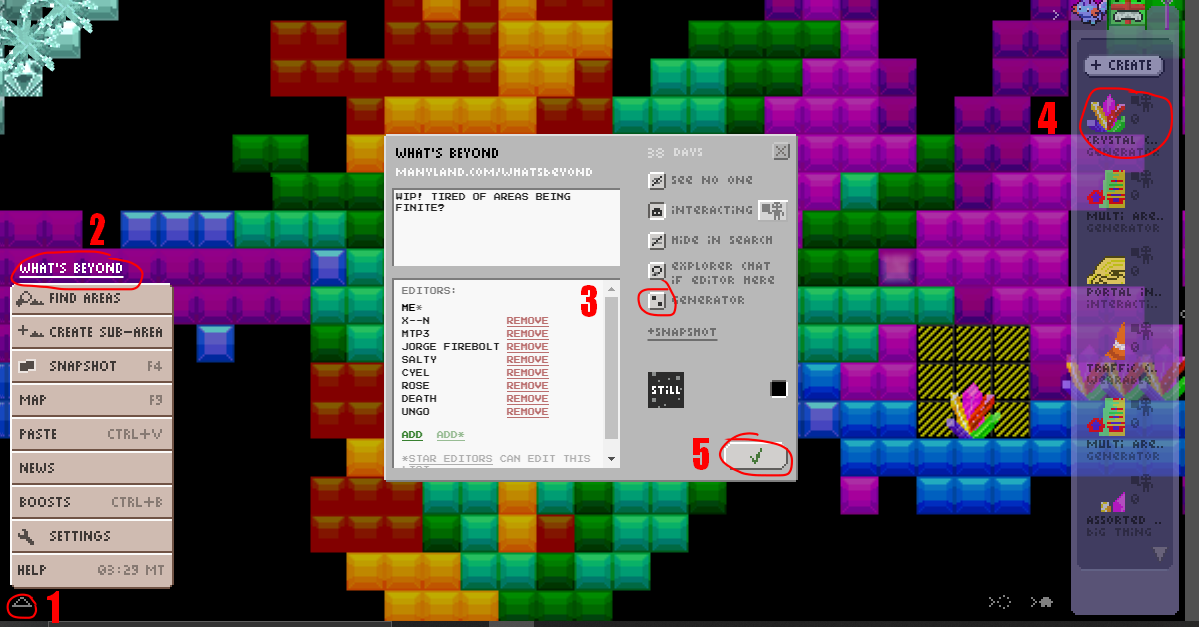 + CREATE
4
CRYSTAL C...
GENERATOR
0
MULTI ARE...
GENERATOR
0
PORTAL IN...
INTERACTI...
0
TRAFFIC C...
WEARABLE
0
MULTI ARE...
GENERATOR
0
ASSORTED ...
BIG THING
0
2
WHAT'S BEYOND
FIND AREAS
+ CREATE SUB-AREA
SNAPSHOT F4
MAP F9
PASTE CTRL+V
NEWS
BOOSTS CTRL+B
SETTINGS
HELP 03:29 MT
1
WHAT'S BEYOND
MANYLAND.COM/WHATSBEYOND
WIP! TIRED OF AREAS BEING
FINITE?
EDITORS:
ME*
X--N REMOVE
MTP3 REMOVE
JORGE FIREBOLT REMOVE
SALTY REMOVE
CYEL REMOVE
ROSE REMOVE
DEATH REMOVE
UNGO REMOVE
ADD ADD*
*STAR EDITORS CAN EDIT THIS
LIST
38 DAYS
SEE NO ONE
INTERACTING
HIDE IN SEARCH
EXPLORER CHAT
IF EDITOR HERE
3
GENERATOR
+SNAPSHOT
STILL
5